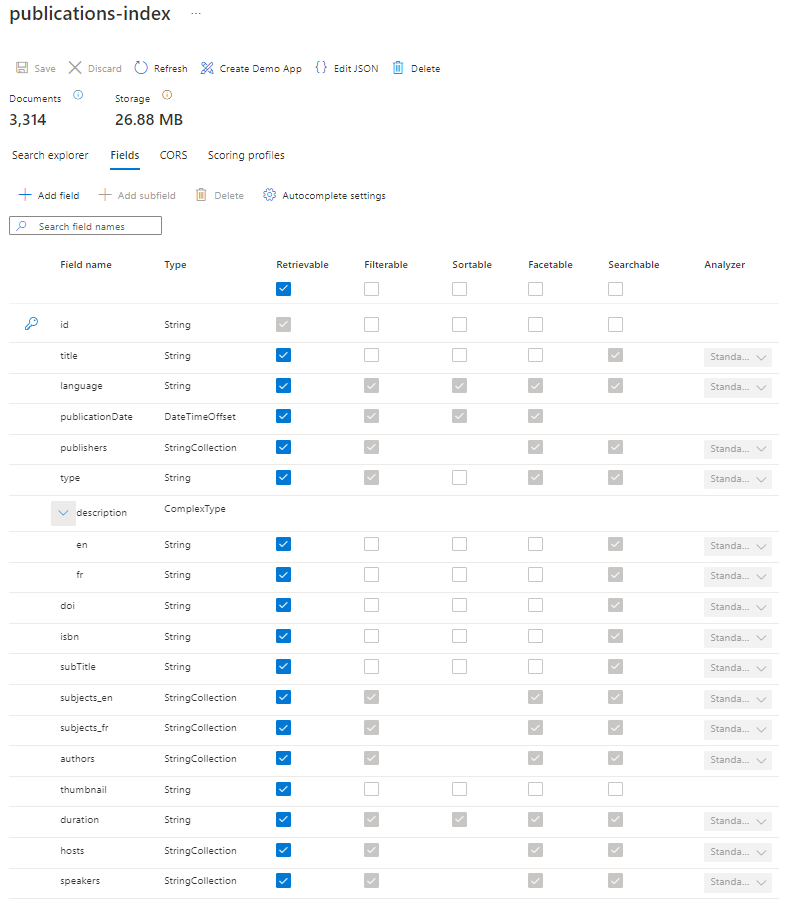 publications-index ...
Save Discard Refresh Create Demo App {} Edit JSON Delete
Documents Storage
3,314 26.88 MB
Search explorer Fields CORS Scoring profiles
Add field Add subfield Delete Autocomplete settings
Search field names
Field name Type Retrievable Filterable Sortable Facetable Searchable Analyzer
id String
title String Standa...
language String Standa...
publicationDate DateTimeOffset
publishers StringCollection Standa...
type String Standa...
description ComplexType
en String Standa...
fr String Standa...
doi String Standa...
isbn String Standa...
subTitle String Standa...
subjects_en StringCollection Standa...
subjects_fr StringCollection Standa...
authors StringCollection Standa...
thumbnail String
duration String Standa...
hosts StringCollection Standa...
speakers StringCollection Standa...